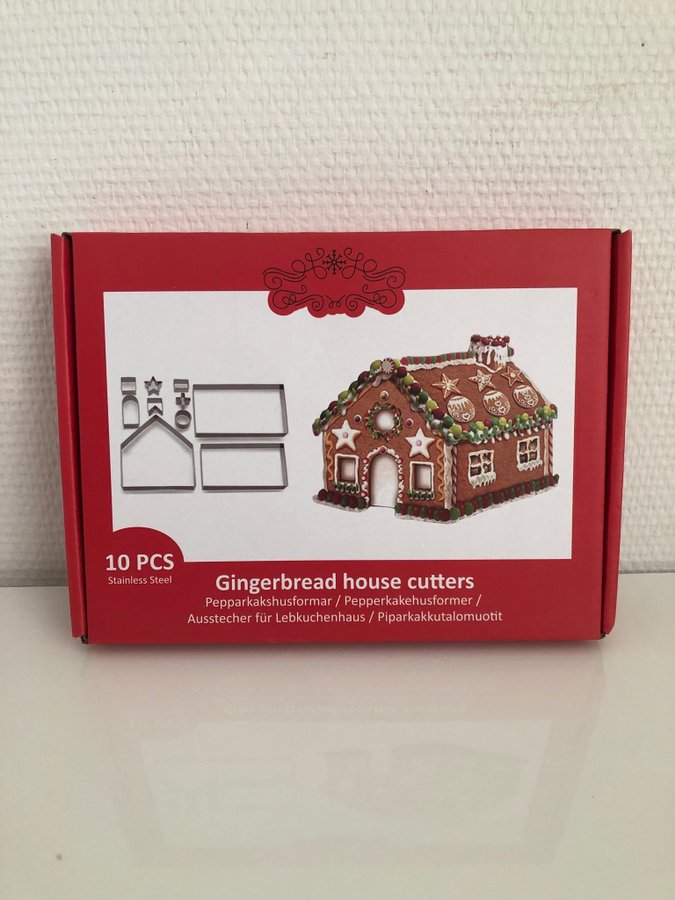 10 PCS
Stainless Steel
Gingerbread house cutters
Pepparkakshusformar / Pepperkakehusformer /
Ausstecher für Lebkuchenhaus / Piparkakkutalomuotit